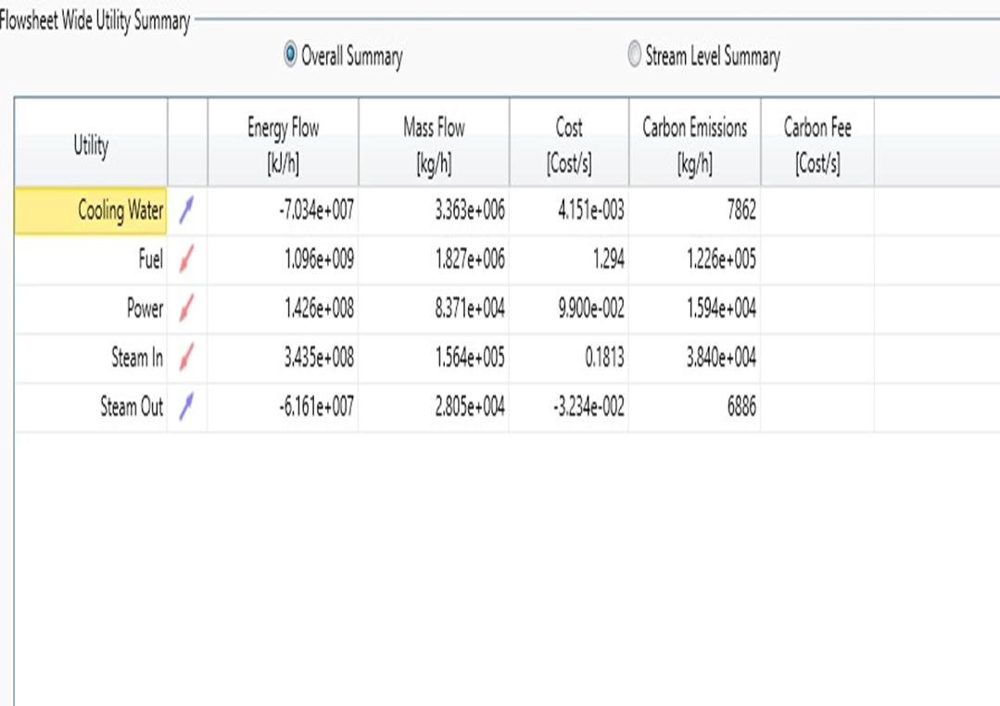 Flowsheet Wide Utility Summary
Overall Summary Stream Level Summary
Utility Energy Flow [kJ/h] Mass Flow [kg/h] Cost [Cost/s] Carbon Emissions [kg/h] Carbon Fee [Cost/s]
Cooling Water -7.034e+007 3.363e+006 4.151e-003 7862
Fuel 1.096e+009 1.827e+006 1.294 1.226e+005
Power 1.426e+008 8.371e+004 9.900e-002 1.594e+004
Steam In 3.435e+008 1.564e+005 0.1813 3.840e+004
Steam Out -6.161e+007 2.805e+004 -3.234e-002 6886